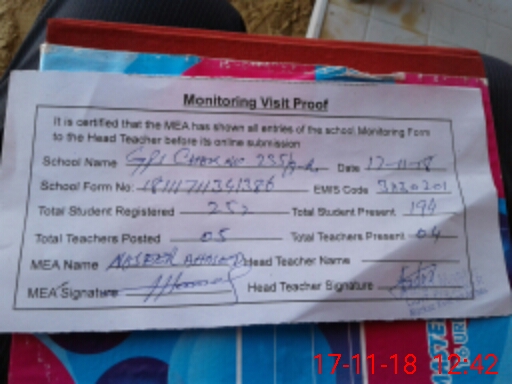 Monitoring Visit Proof
It is certified that the MEA has shown all entries of the school Monitoring Form
to the Head Teacher before its online submission
School Name GPS Chak No 235/ Date 17-11-18
School Form No: EMIS Code
Total Student Registered 252 Total Student Present 194
Total Teachers Posted 05 Total Teachers Present 04
MEA Name NASEER AHMED Head Teacher Name
MEA Signature Head Teacher Signature
17-11-18 12:42